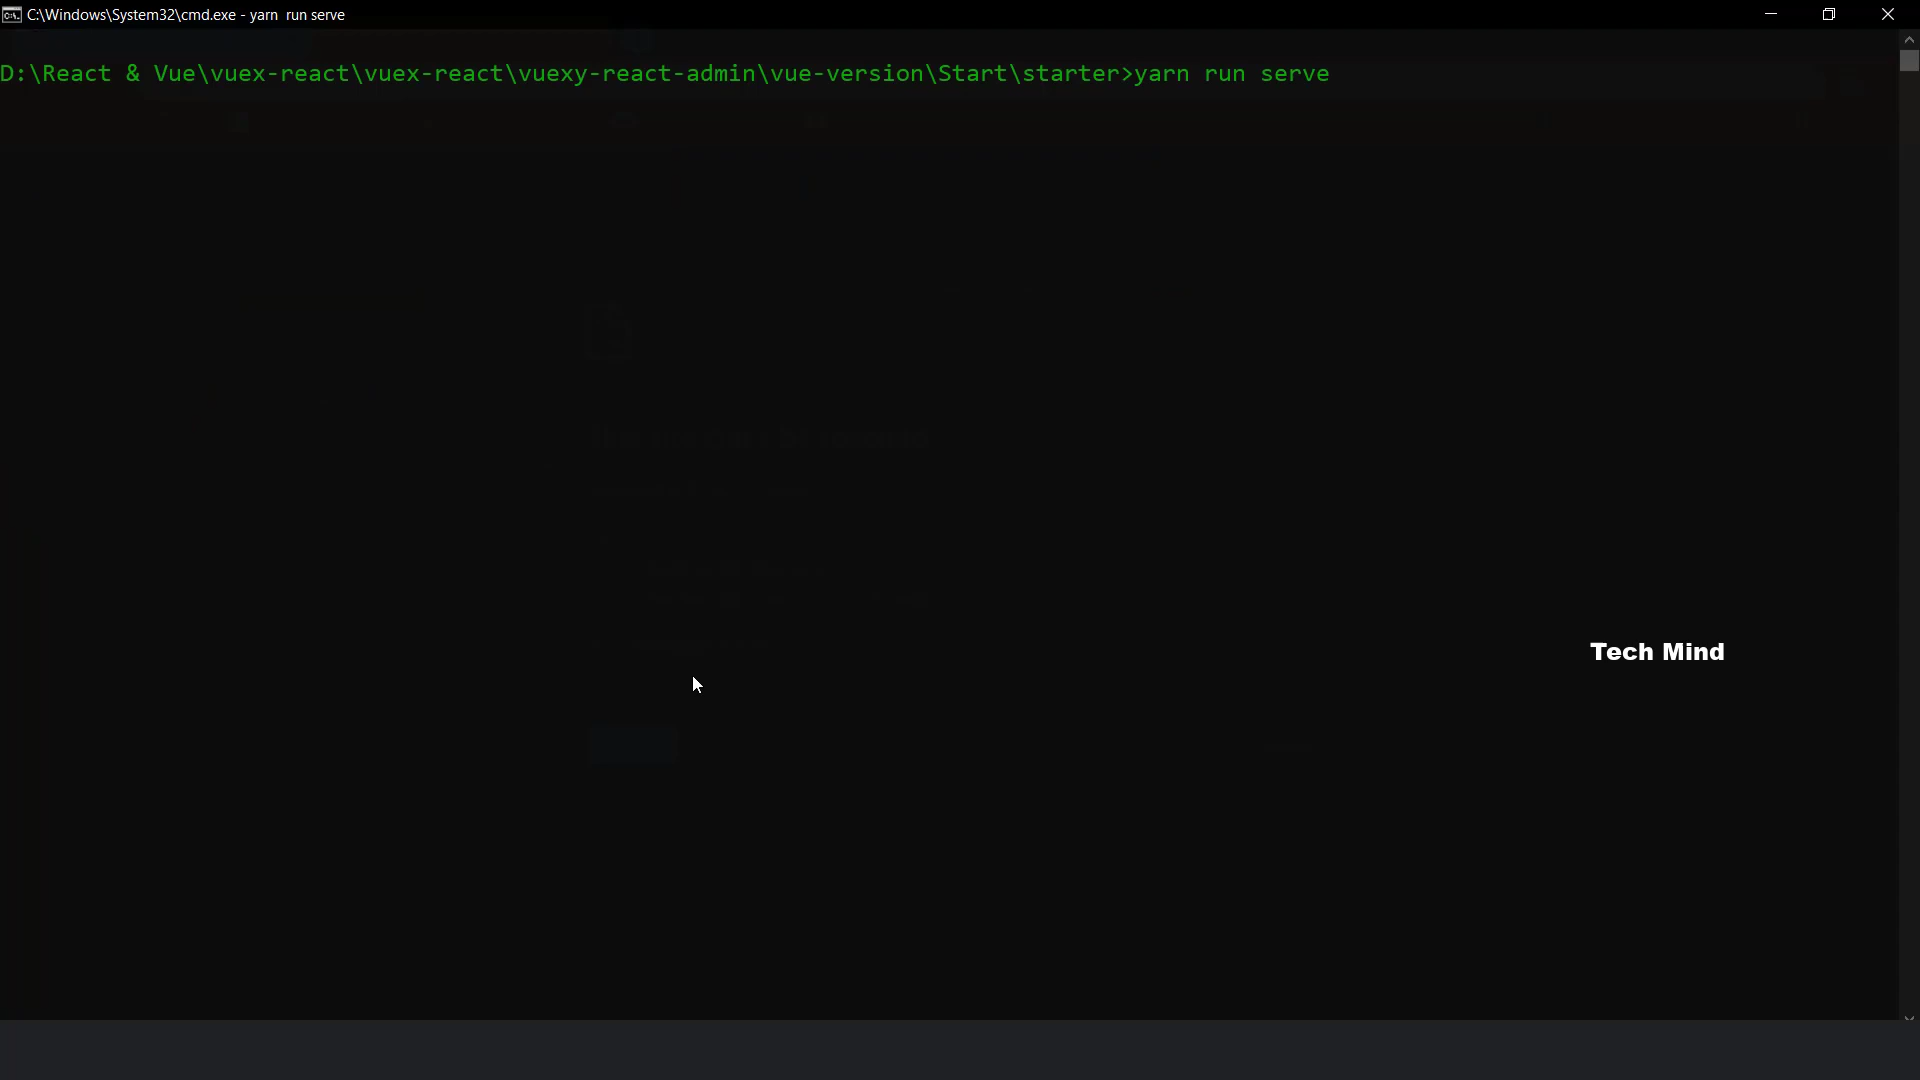 C:\Windows\System32\cmd.exe - yarn  run serve
D:\React & Vue\vuex-react\vuex-react\vuexy-react-admin\vue-version\Start\starter>yarn run serve
Tech Mind